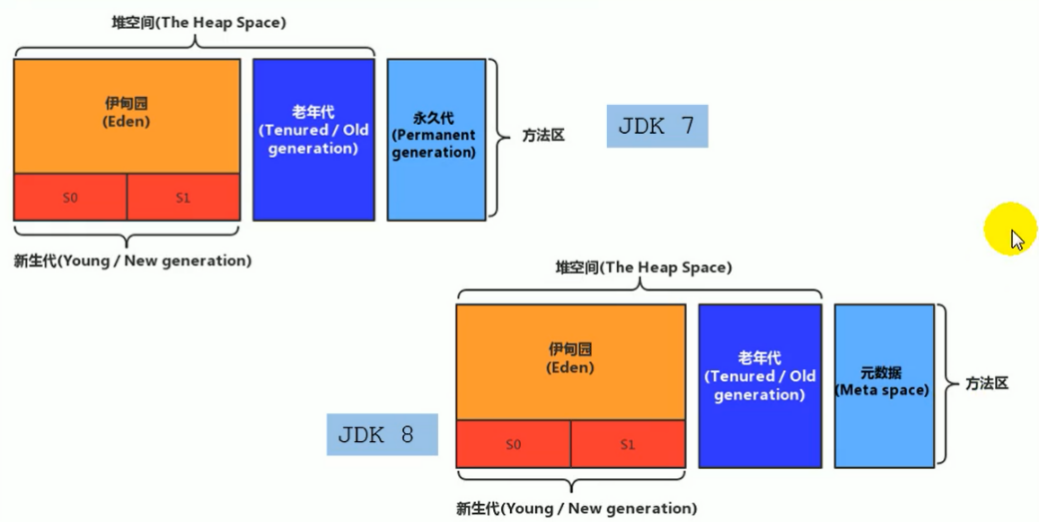 堆空间(The Heap Space)
伊甸园
(Eden)
S0
S1
老年代
(Tenured / Old
generation)
永久代
(Permanent
generation)
方法区
JDK 7
新生代(Young / New generation)
堆空间(The Heap Space)
伊甸园
(Eden)
S0
S1
老年代
(Tenured / Old
generation)
元数据
(Meta space)
方法区
JDK 8
新生代(Young / New generation)